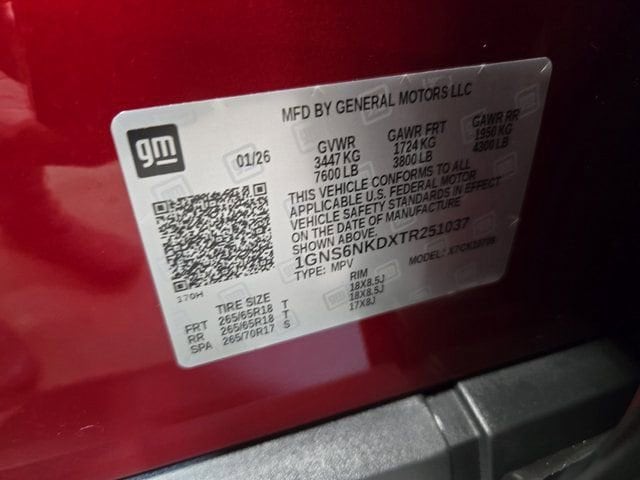 MFD BY GENERAL MOTORS LLC
gm
01/26
GVWR GAWR FRT GAWR RR
3447 KG 1724 KG 1950 KG
7600 LB 3800 LB 4300 LB
THIS VEHICLE CONFORMS TO ALL
APPLICABLE U.S. FEDERAL MOTOR
VEHICLE SAFETY STANDARDS IN EFFECT
ON THE DATE OF MANUFACTURE
SHOWN ABOVE.
1GNS6NKDXTR251037
TYPE: MPV MODEL:
170H
TIRE SIZE RIM
FRT 265/65R18 T 18X8.5J
RR 265/65R18 T 18X8.5J
SPA 265/70R17 S 17X8J